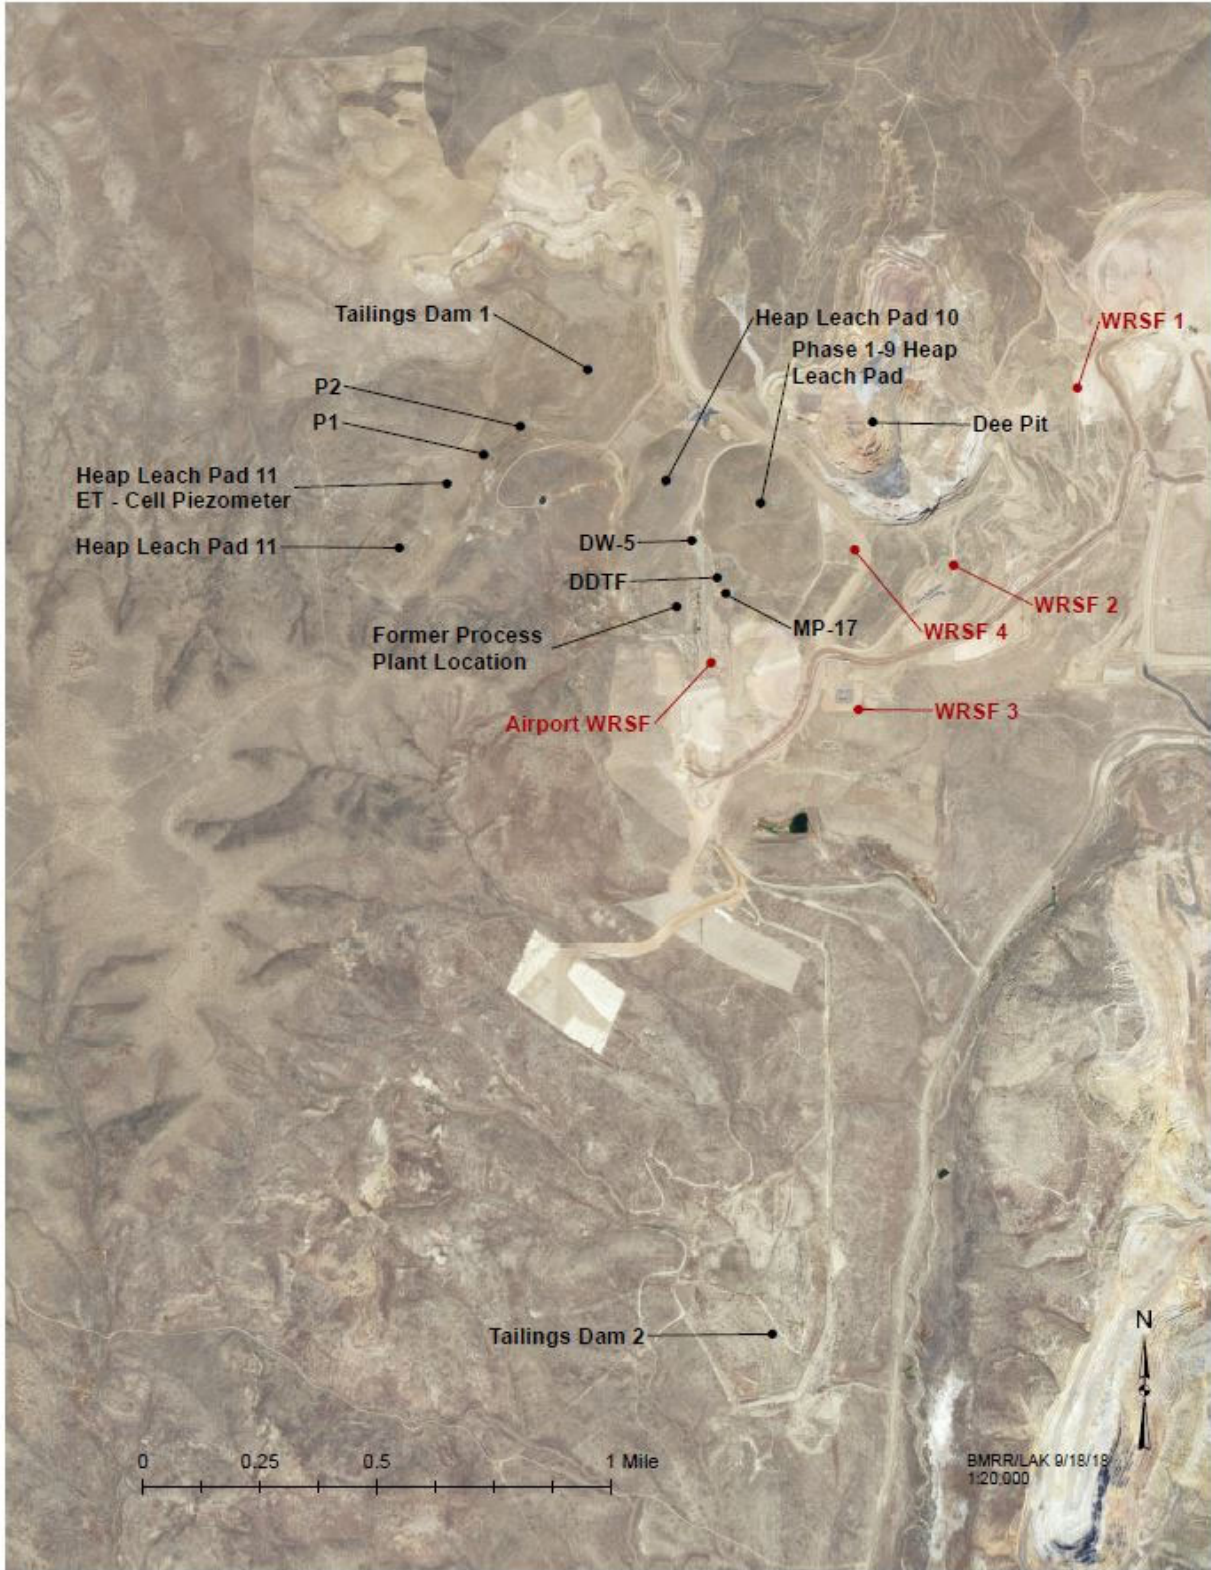 Tailings Dam 1
Heap Leach Pad 10
WRSF 1
Phase 1-9 Heap
Leach Pad
P2
P1
Dee Pit
Heap Leach Pad 11
ET - Cell Piezometer
Heap Leach Pad 11
DW-5
DDTF
WRSF 2
MP-17
WRSF 4
Former Process
Plant Location
Airport WRSF
WRSF 3
N
Tailings Dam 2
0 0.25 0.5 1 Mile
BMRR/LAK 9/18/18
1:20,000